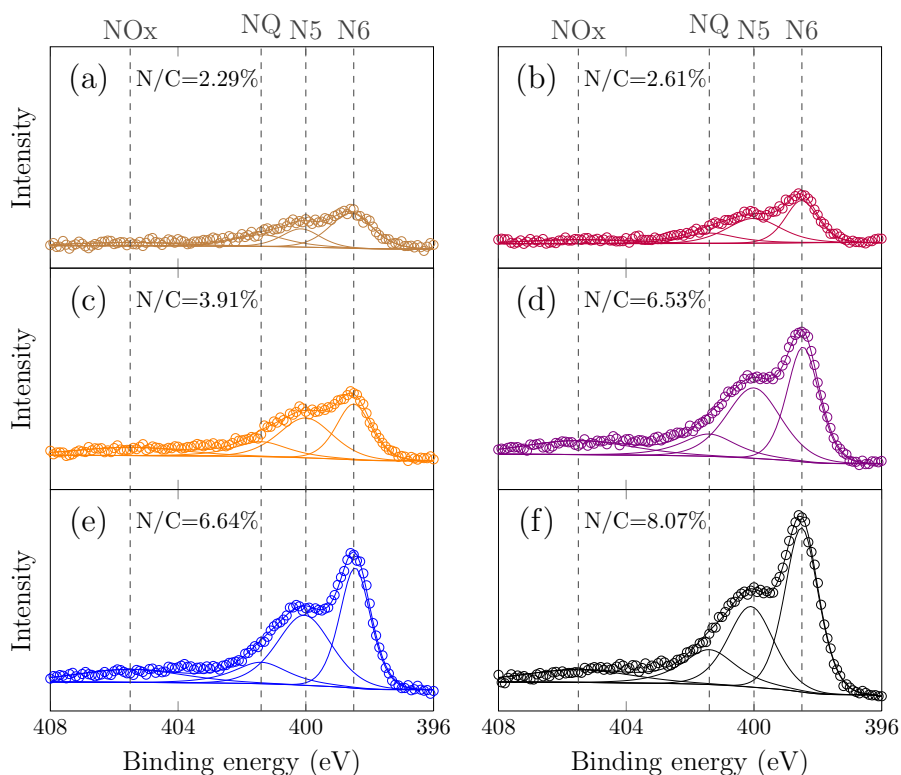 NOx NQ N5 N6 NOx NQ N5 N6
(a) N/C=2.29% (b) N/C=2.61%
Intensity
(c) N/C=3.91% (d) N/C=6.53%
Intensity
(e) N/C=6.64% (f) N/C=8.07%
Intensity
408 404 400 396 408 404 400 396
Binding energy (eV) Binding energy (eV)